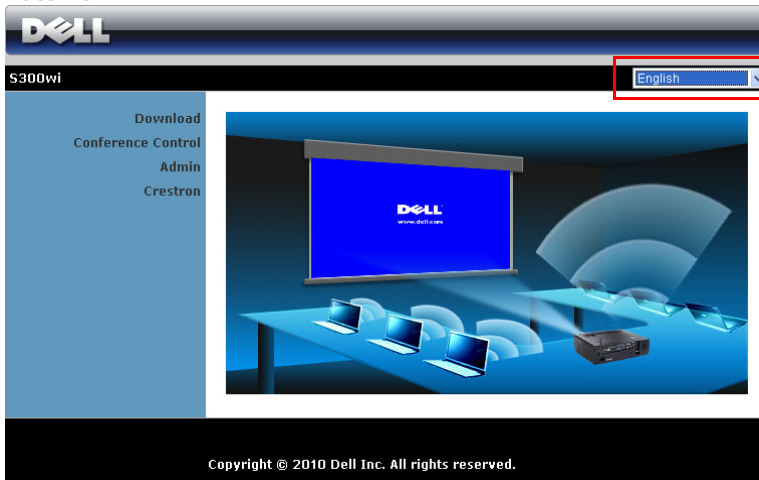 DELL
S300wi
English
Download
Conference Control
Admin
Crestron
DELL
www.dell.com
Copyright © 2010 Dell Inc. All rights reserved.